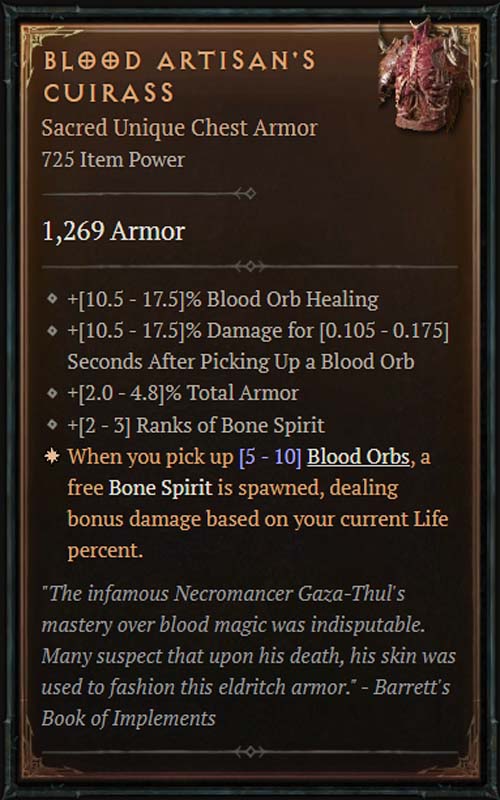 BLOOD ARTISAN'S
CUIRASS
Sacred Unique Chest Armor
725 Item Power
1,269 Armor
+[10.5 - 17.5]% Blood Orb Healing
+[10.5 - 17.5]% Damage for [0.105 - 0.175]
Seconds After Picking Up a Blood Orb
+[2.0 - 4.8]% Total Armor
+[2 - 3] Ranks of Bone Spirit
When you pick up [5 - 10] Blood Orbs, a
free Bone Spirit is spawned, dealing
bonus damage based on your current Life
percent.
"The infamous Necromancer Gaza-Thul's
mastery over blood magic was indisputable.
Many suspect that upon his death, his skin was
used to fashion this eldritch armor." - Barrett's
Book of Implements